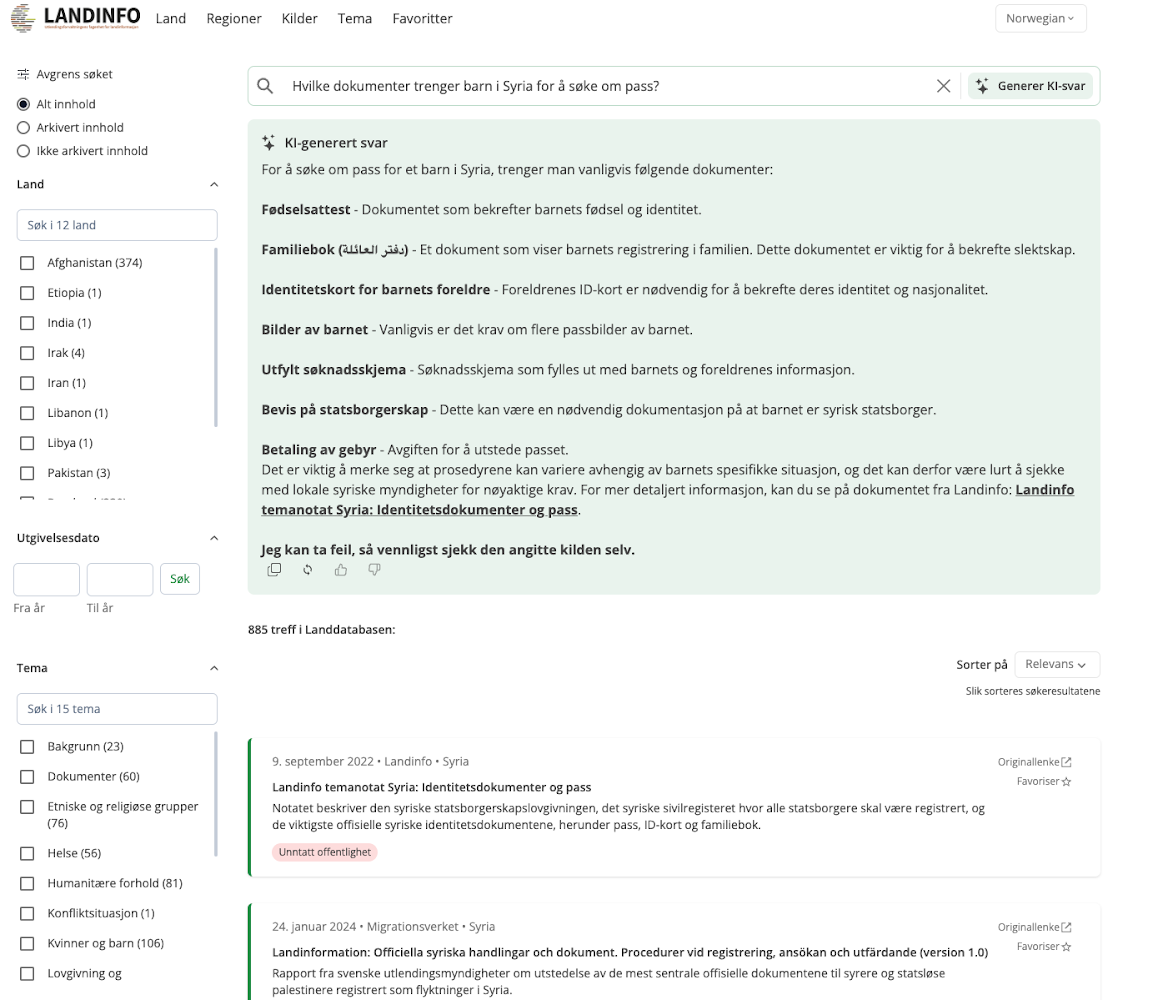 LANDINFO
Land
Regioner
Kilder
Tema
Favoritter
Norwegian
Avgrens søket
Alt innhold
Arkivert innhold
Ikke arkivert innhold
Land
Søk i 12 land
Afghanistan (374)
Etiopia (1)
India (1)
Irak (4)
Iran (1)
Libanon (1)
Libya (1)
Pakistan (3)
Utgivelsesdato
Søk
Fra år
Til år
Tema
Søk i 15 tema
Bakgrunn (23)
Dokumenter (60)
Etniske og religiøse grupper
(76)
Helse (56)
Humanitære forhold (81)
Konfliktsituasjon (1)
Kvinner og barn (106)
Lovgivning og
Hvilke dokumenter trenger barn i Syria for å søke om pass?
Generer KI-svar
KI-generert svar
For å søke om pass for et barn i Syria, trenger man vanligvis følgende dokumenter:
Fødselsattest - Dokumentet som bekrefter barnets fødsel og identitet.
Familiebok (دفتر العائلة) - Et dokument som viser barnets registrering i familien. Dette dokumentet er viktig for å bekrefte slektskap.
Identitetskort for barnets foreldre - Foreldrenes ID-kort er nødvendig for å bekrefte deres identitet og nasjonalitet.
Bilder av barnet - Vanligvis er det krav om flere passbilder av barnet.
Utfylt søknadsskjema - Søknadsskjema som fylles ut med barnets og foreldrenes informasjon.
Bevis på statsborgerskap - Dette kan være en nødvendig dokumentasjon på at barnet er syrisk statsborger.
Betaling av gebyr - Avgiften for å utstede passet.
Det er viktig å merke seg at prosedyrene kan variere avhengig av barnets spesifikke situasjon, og det kan derfor være lurt å sjekke
med lokale syriske myndigheter for nøyaktige krav. For mer detaljert informasjon, kan du se på dokumentet fra Landinfo: Landinfo
temanotat Syria: Identitetsdokumenter og pass.
Jeg kan ta feil, så vennligst sjekk den angitte kilden selv.
885 treff i Landdatabasen:
Sorter på
Relevans
Slik sorteres søkeresultatene
9. september 2022 • Landinfo • Syria
Originallenke
Favoriser
Landinfo temanotat Syria: Identitetsdokumenter og pass
Notatet beskriver den syriske statsborgerskapslovgivningen, det syriske sivilregisteret hvor alle statsborgere skal være registrert, og
de viktigste offisielle syriske identitetsdokumentene, herunder pass, ID-kort og familiebok.
Unntatt offentlighet
24. januar 2024 • Migrationsverket • Syria
Originallenke
Favoriser
Landinformation: Officiella syriska handlingar och dokument. Procedurer vid registrering, ansökan och utfärdande (version 1.0)
Rapport fra svenske utlendingsmyndigheter om utstedelse av de mest sentrale offisielle dokumentene til syrere og statsløse
palestinere registrert som flyktninger i Syria.